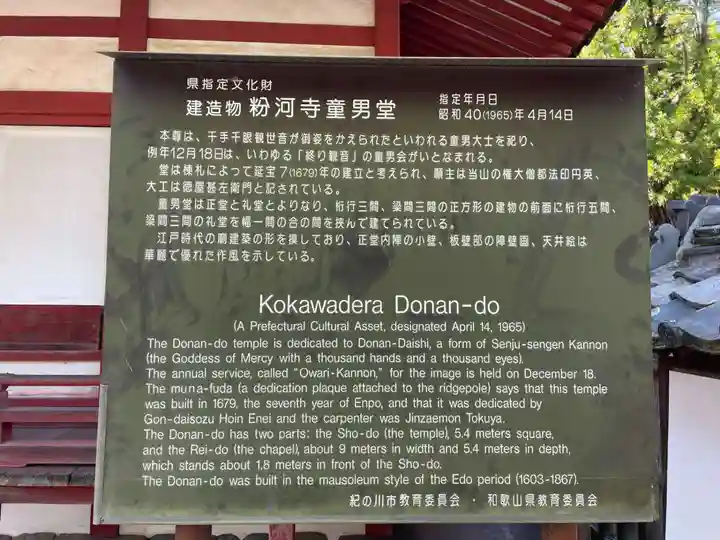 県指定文化財
建造物 粉河寺童男堂
指定年月日
昭和40(1965)年4月14日
本尊は、千手千眼観世音が御姿をかえられたといわれる童男大士を祀り、
例年12月18日は、いわゆる「終り観音」の童男会がいとなまれる。
堂は棟札によって延宝7(1679)年の建立と考えられ、願主は当山の権大僧都法印円英、
大工は徳屋甚左衛門と記されている。
童男堂は正堂と礼堂とよりなり、桁行三間、梁間三間の正方形の建物の前面に桁行五間、
梁間三間の礼堂を幅一間の合の間を挟んで建てられている。
江戸時代の廟建築の形を摸しており、正堂内陣の小壁、板壁部の障壁画、天井絵は
華麗で優れた作風を示している。
Kokawadera Donan-do
(A Prefectural Cultural Asset, designated April 14, 1965)
The Donan-do temple is dedicated to Donan-Daishi, a form of Senju-sengen Kannon
(the Goddess of Mercy with a thousand hands and a thousand eyes).
The annual service, called "Owari-Kannon," for the image is held on December 18.
The muna-fuda (a dedication plaque attached to the ridgepole) says that this temple
was built in 1679, the seventh year of Enpo, and that it was dedicated by
Gon-daisozu Hoin Enei and the carpenter was Jinzaemon Tokuya.
The Donan-do has two parts: the Sho-do (the temple), 5.4 meters square,
and the Rei-do (the chapel), about 9 meters in width and 5.4 meters in depth,
which stands about 1.8 meters in front of the Sho-do.
The Donan-do was built in the mausoleum style of the Edo period (1603-1867).
紀の川市教育委員会 ・ 和歌山県教育委員会